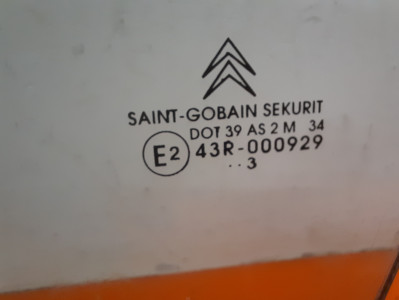 SAINT-GOBAIN SEKURIT
DOT 39 AS 2 M 34
E2 43R-000929
..3